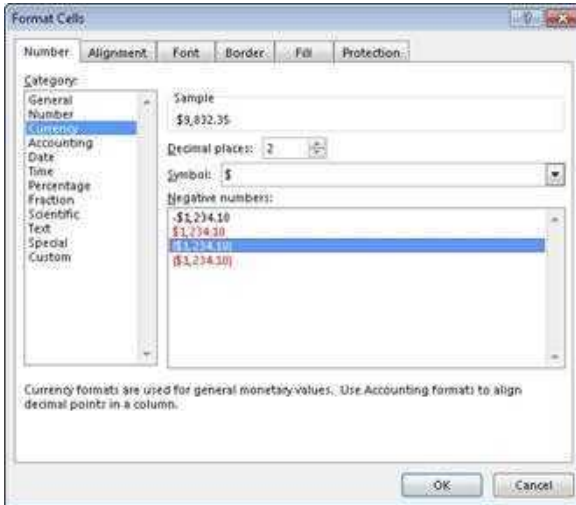 Format Cells
Number Alignment Font Border Fill Protection
Category:
General
Number
Currency
Accounting
Date
Time
Percentage
Fraction
Scientific
Text
Special
Custom
Sample
$9,832.35
Decimal places: 2
Symbol: $
Negative numbers:
-$1,234.10
$1,234.10
($1,234.10)
($1,234.10)
Currency formats are used for general monetary values. Use Accounting formats to align
decimal points in a column.
OK Cancel